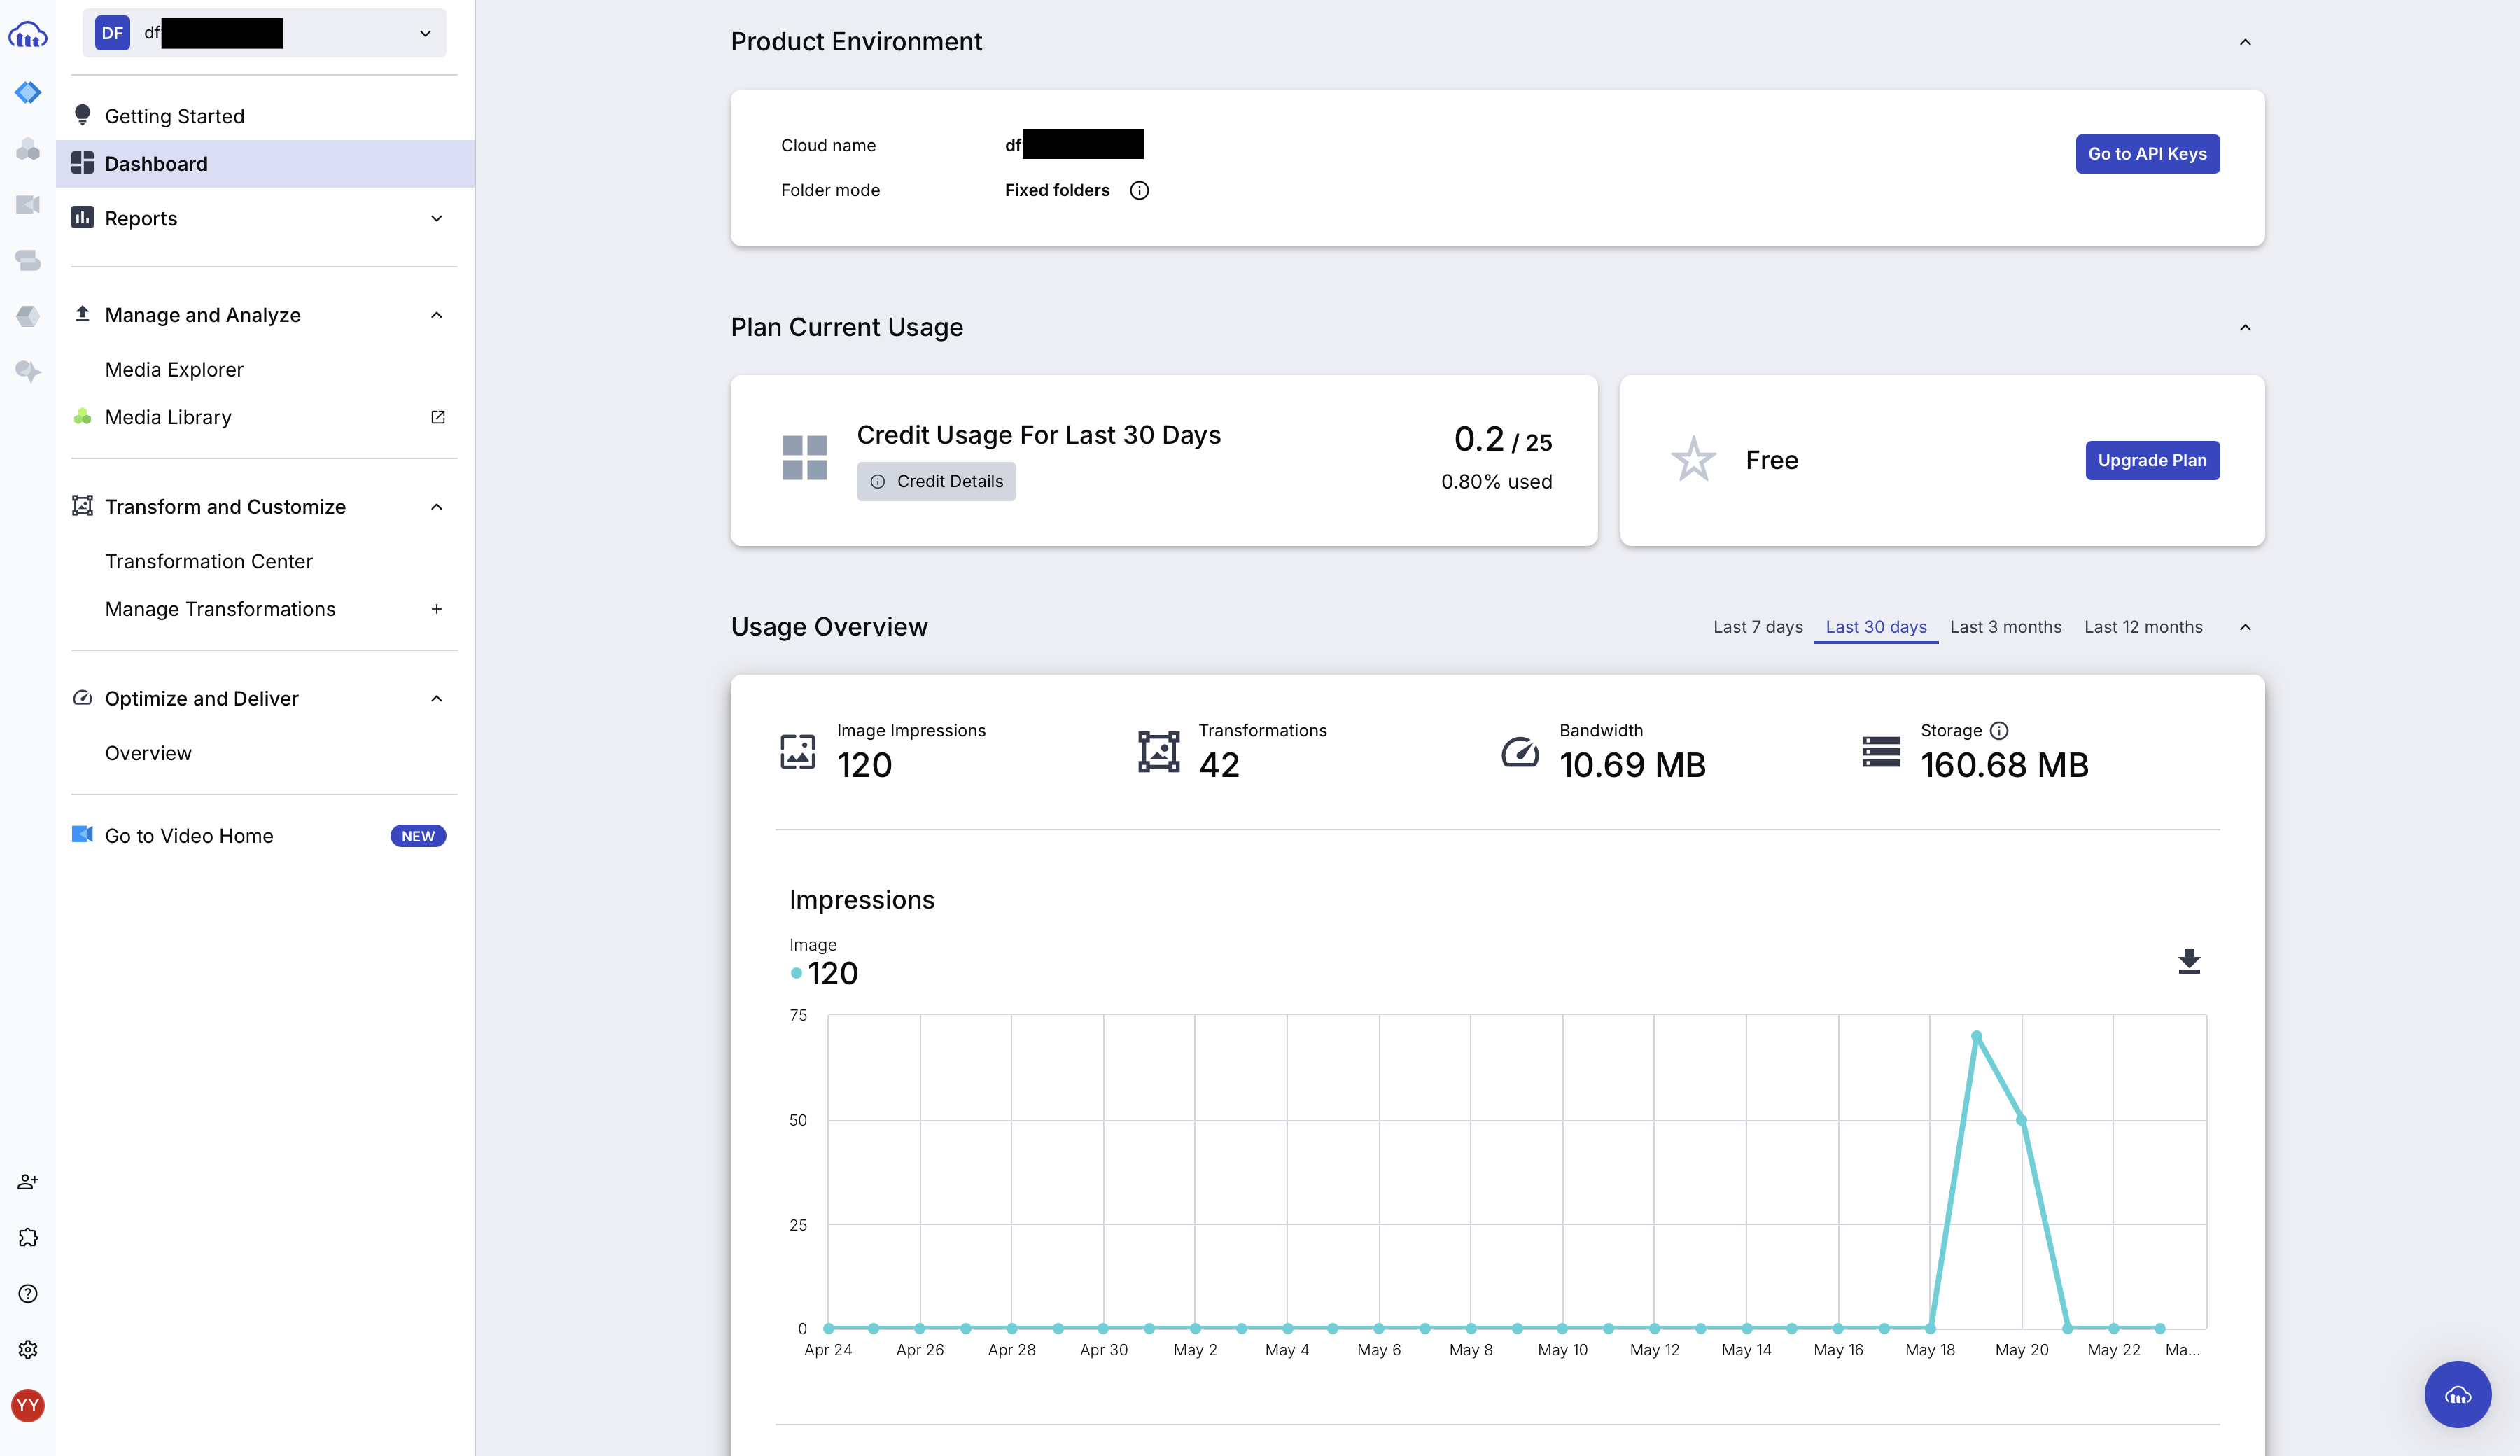 DF df
Getting Started
Dashboard
Reports
Manage and Analyze
Media Explorer
Media Library
Transform and Customize
Transformation Center
Manage Transformations
Optimize and Deliver
Overview
Go to Video Home NEW
YY
Product Environment
Cloud name df
Go to API Keys
Folder mode Fixed folders
Plan Current Usage
Credit Usage For Last 30 Days
Credit Details
0.2 / 25
0.80% used
Free
Upgrade Plan
Usage Overview
Last 7 days Last 30 days Last 3 months Last 12 months
Image Impressions
120
Transformations
42
Bandwidth
10.69 MB
Storage
160.68 MB
Impressions
Image
120
75
50
25
0
Apr 24 Apr 26 Apr 28 Apr 30 May 2 May 4 May 6 May 8 May 10 May 12 May 14 May 16 May 18 May 20 May 22 Ma...